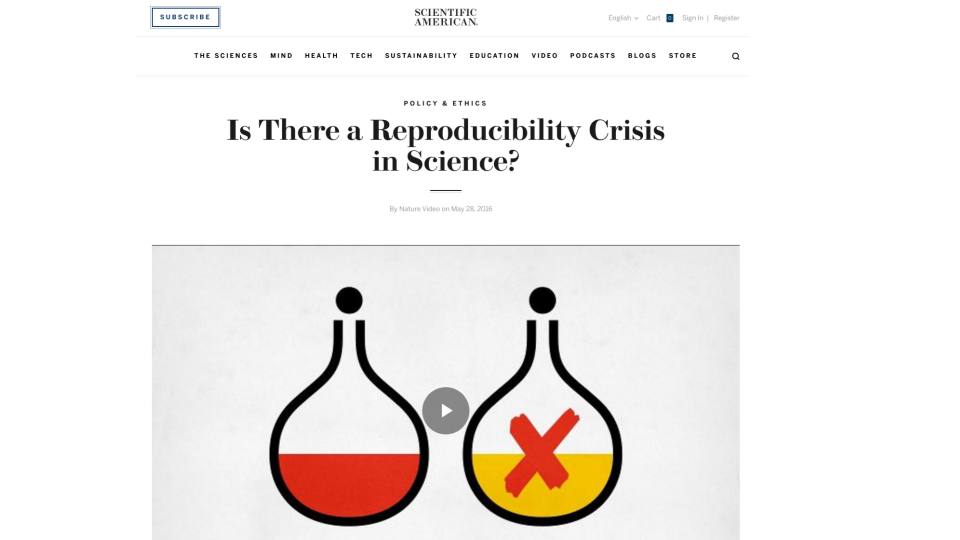 SUBSCRIBE
SCIENTIFIC
AMERICAN.
English Cart 0 Sign In | Register
THE SCIENCES MIND HEALTH TECH SUSTAINABILITY EDUCATION VIDEO PODCASTS BLOGS STORE
POLICY & ETHICS
Is There a Reproducibility Crisis
in Science?
By Nature Video on May 28, 2016